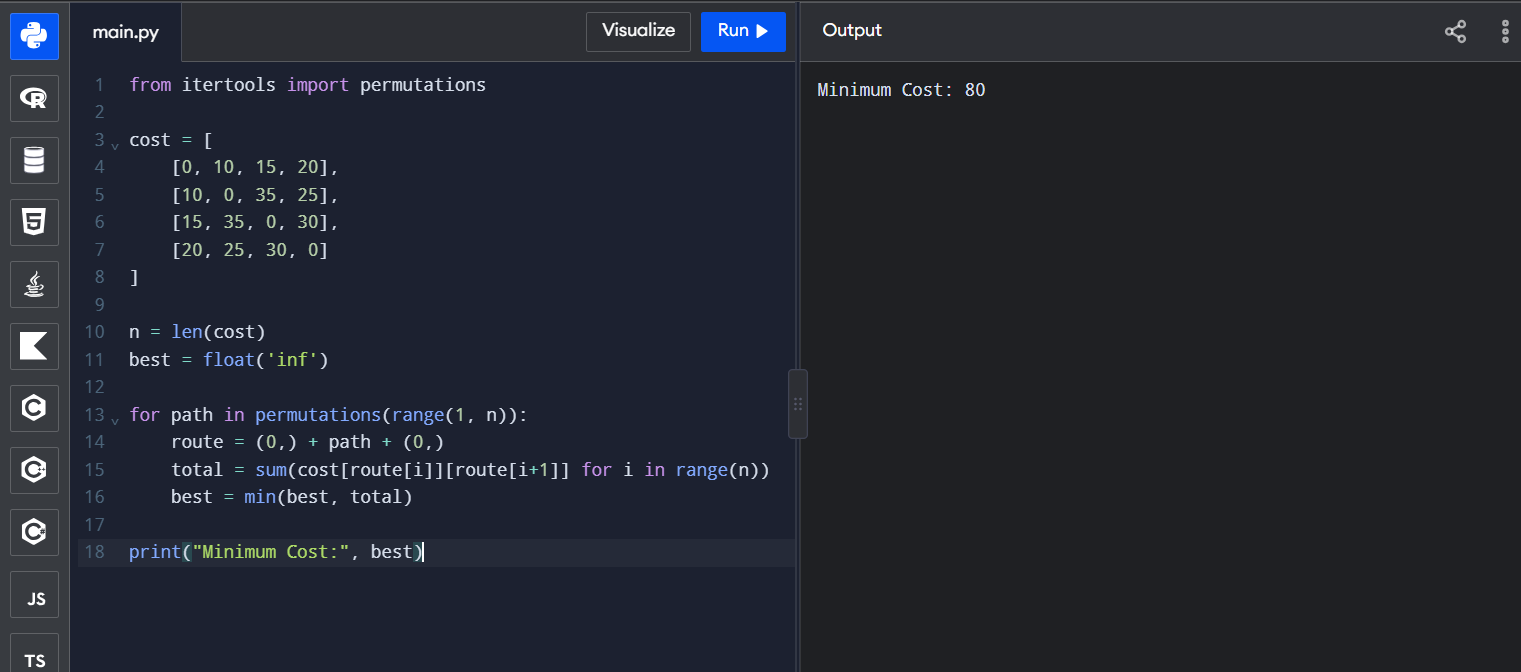 main.py
Visualize
Run
Output
1 from itertools import permutations
2
3 cost = [
4     [0, 10, 15, 20],
5     [10, 0, 35, 25],
6     [15, 35, 0, 30],
7     [20, 25, 30, 0]
8 ]
9
10 n = len(cost)
11 best = float('inf')
12
13 for path in permutations(range(1, n)):
14     route = (0,) + path + (0,)
15     total = sum(cost[route[i]][route[i+1]] for i in range(n))
16     best = min(best, total)
17
18 print("Minimum Cost:", best)
Minimum Cost: 80
R
5
C
C++
C#
JS
TS